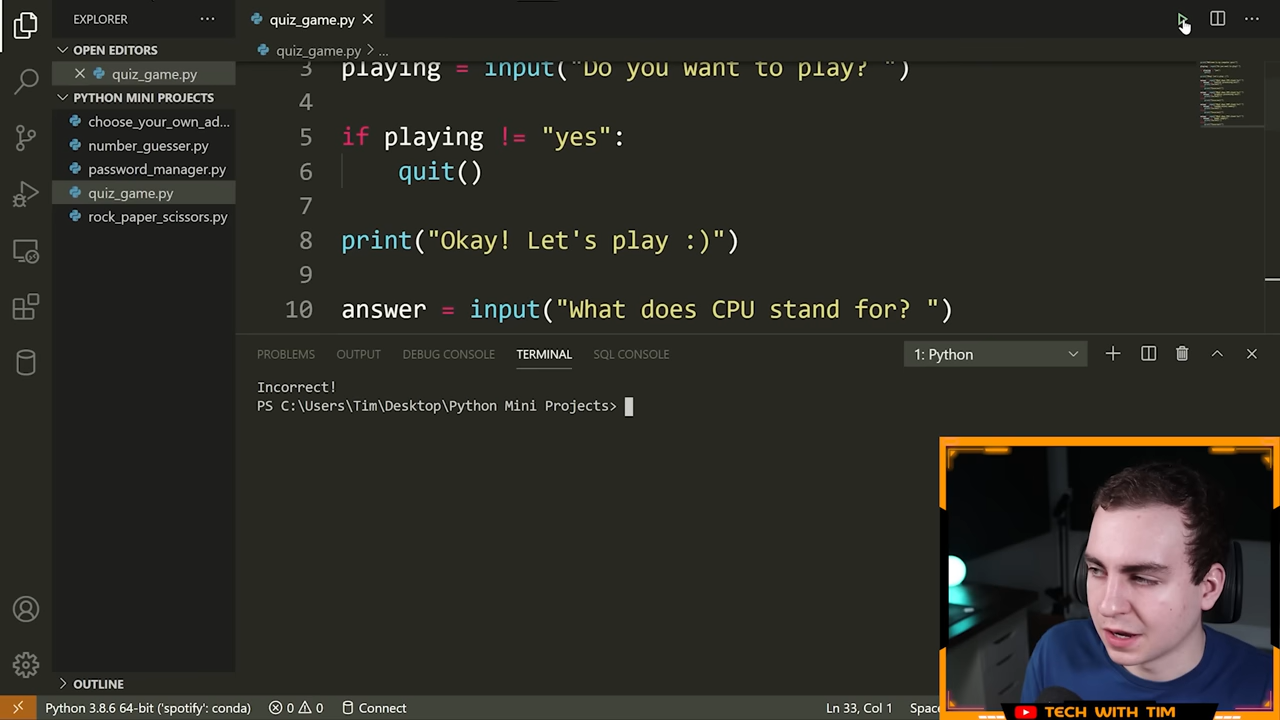 EXPLORER
quiz_game.py
OPEN EDITORS
quiz_game.py
PYTHON MINI PROJECTS
choose_your_own_ad...
number_guesser.py
password_manager.py
quiz_game.py
rock_paper_scissors.py
OUTLINE
quiz_game.py > ...
3 playing = input("Do you want to play? ")
4
5 if playing != "yes":
6 quit()
7
8 print("Okay! Let's play :)")
9
10 answer = input("What does CPU stand for? ")
PROBLEMS OUTPUT DEBUG CONSOLE TERMINAL SQL CONSOLE 1: Python
Incorrect!
PS C:\Users\Tim\Desktop\Python Mini Projects>
Python 3.8.6 64-bit ('spotify': conda) 0 0 Connect Ln 33, Col 1
TECH WITH TIM